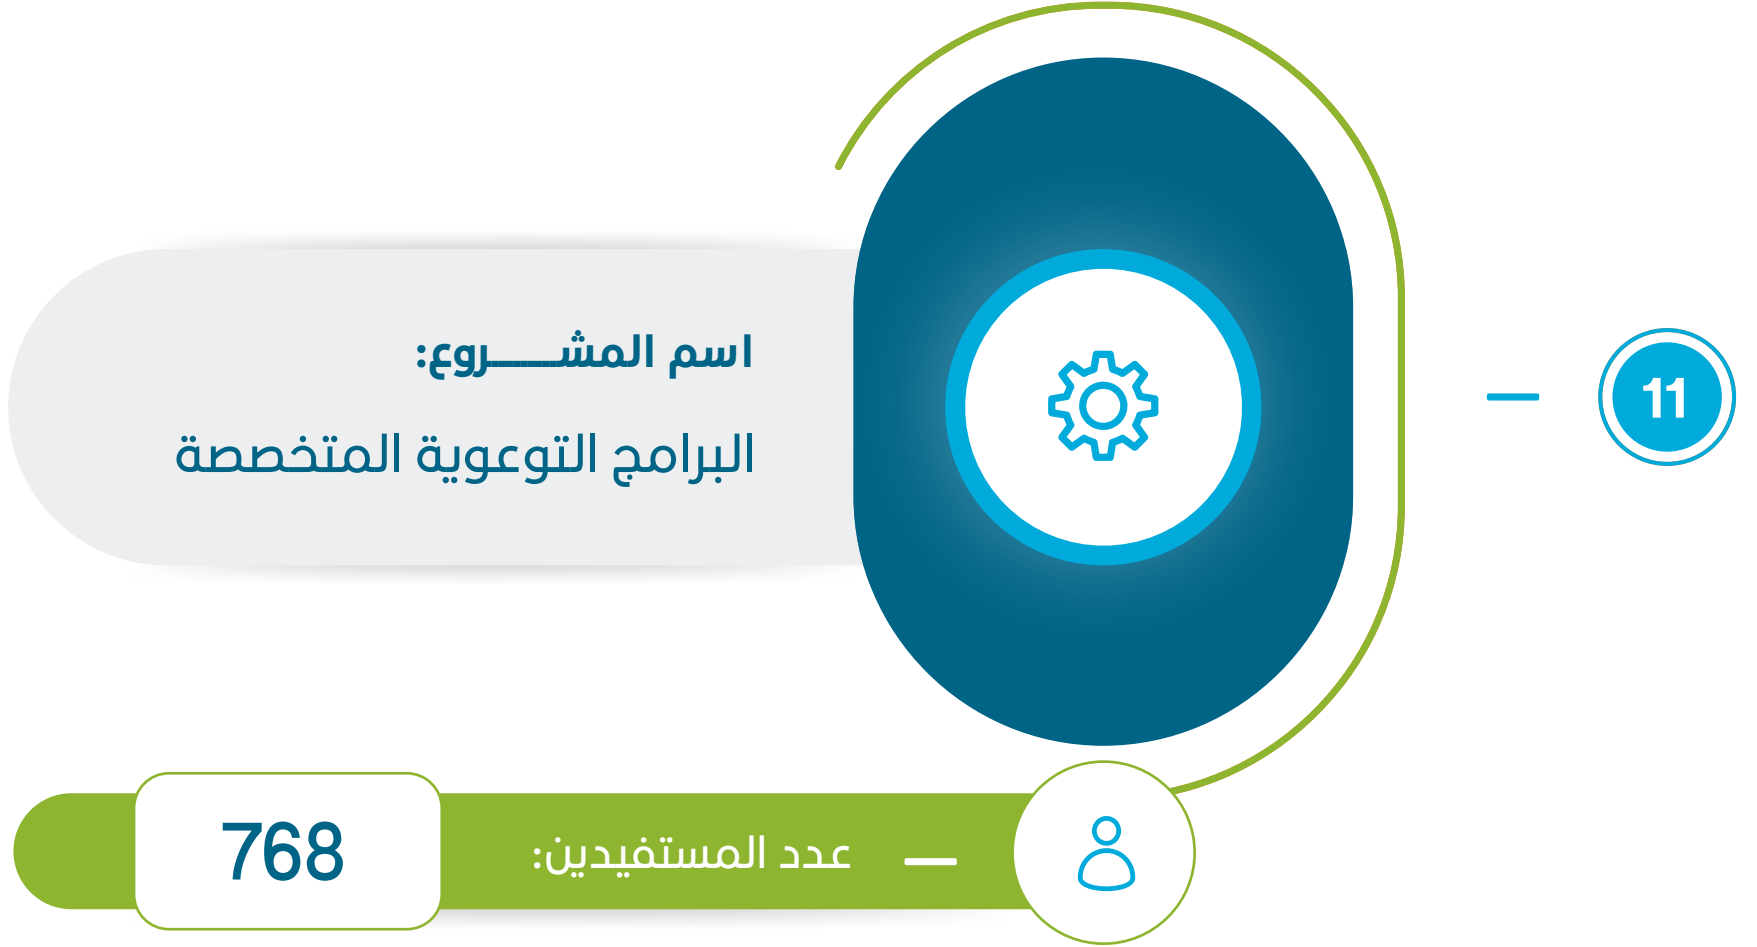 11
اسم المشـــــروع:
البرامج التوعوية المتخصصة
عدد المستفيدين:
768